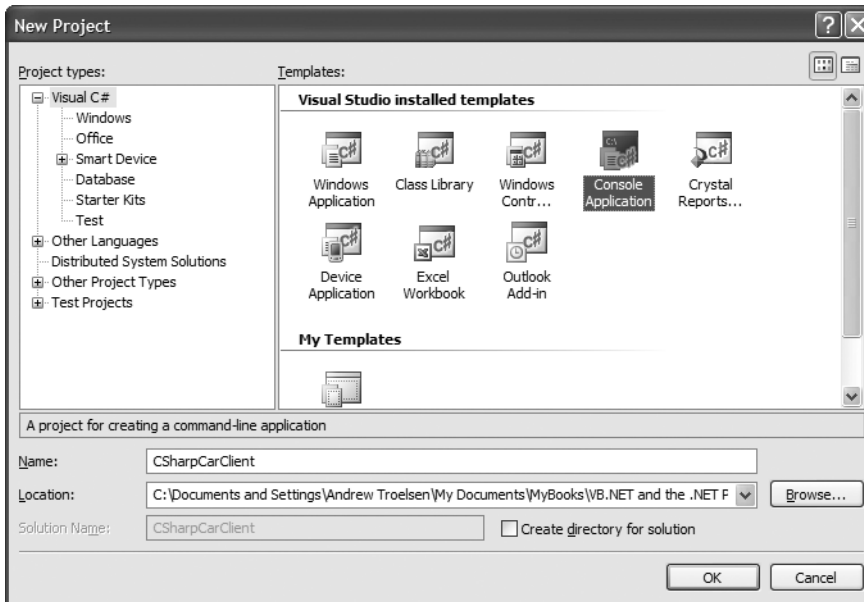 New Project
Project types:
Templates:
Visual C#
Windows
Office
Smart Device
Database
Starter Kits
Test
Other Languages
Distributed System Solutions
Other Project Types
Test Projects
Visual Studio installed templates
Windows Application
Class Library
Windows Contr...
Console Application
Crystal Reports...
Device Application
Excel Workbook
Outlook Add-in
My Templates
A project for creating a command-line application
Name:
CSharpCarClient
Location:
C:\Documents and Settings\Andrew Troelsen\My Documents\MyBooks\VB.NET and the .NET P
Browse...
Solution Name:
CSharpCarClient
Create directory for solution
OK
Cancel